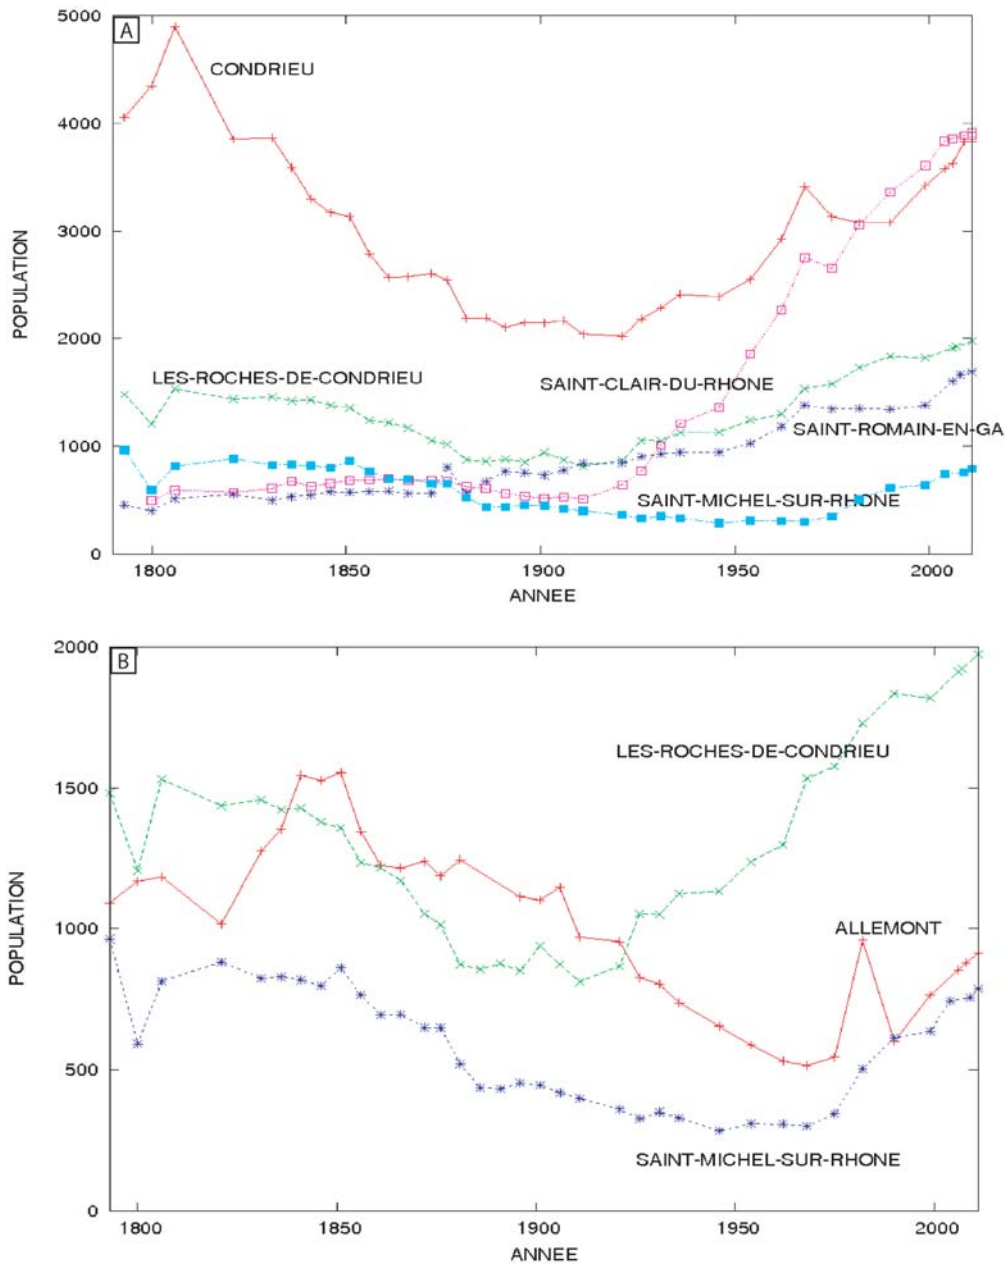 A
5000
CONDRIEU
4000
3000
POPULATION
2000
LES-ROCHES-DE-CONDRIEU
SAINT-CLAIR-DU-RHONE
SAINT-ROMAIN-EN-GA
1000
SAINT-MICHEL-SUR-RHONE
0
1800 1850 1900 1950 2000
ANNEE
2000
B
LES-ROCHES-DE-CONDRIEU
1500
POPULATION
1000
ALLEMONT
500
SAINT-MICHEL-SUR-RHONE
0
1800 1850 1900 1950 2000
ANNEE